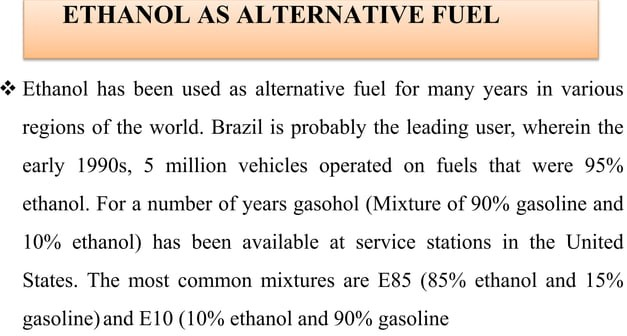 ETHANOL AS ALTERNATIVE FUEL
❖ Ethanol has been used as alternative fuel for many years in various
regions of the world. Brazil is probably the leading user, wherein the
early 1990s, 5 million vehicles operated on fuels that were 95%
ethanol. For a number of years gasohol (Mixture of 90% gasoline and
10% ethanol) has been available at service stations in the United
States. The most common mixtures are E85 (85% ethanol and 15%
gasoline) and E10 (10% ethanol and 90% gasoline